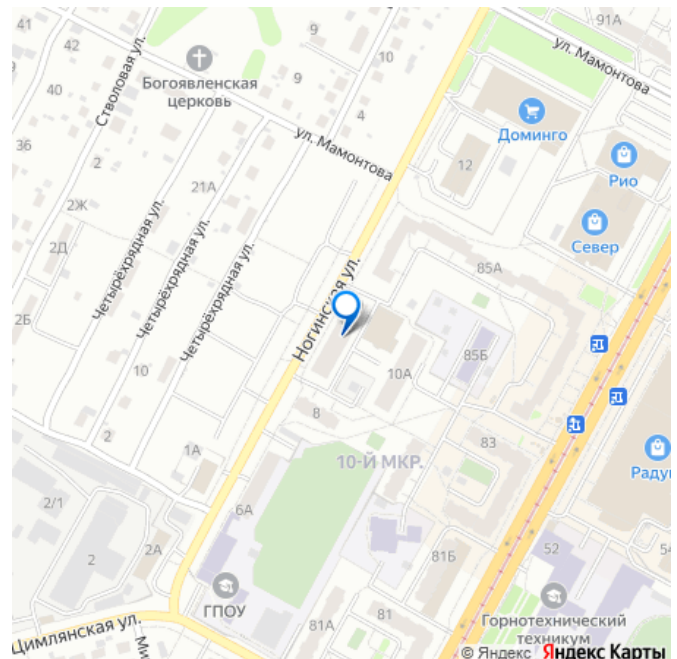 41
42
40
36
Стволовая ул.
Богоявленская
церковь
9
9
10
4
ул. Мамонтова
91А
ул. Мамонтова
Доминго
12
Рио
Север
2
21А
2Ж
2Д
2Б
Четырёхрядная ул.
Четырёхрядная ул.
Четырёхрядная ул.
Ногинская ул.
85А
85Б
10А
10
8
83
2
1А
10-Й МКР.
Раду
2/1
2
2А
6А
81Б
52
54
ГПОУ
81А
81
Горнотехнический
техникум
Цимлянская ул.
Ми
© Яндекс Яндекс Карты